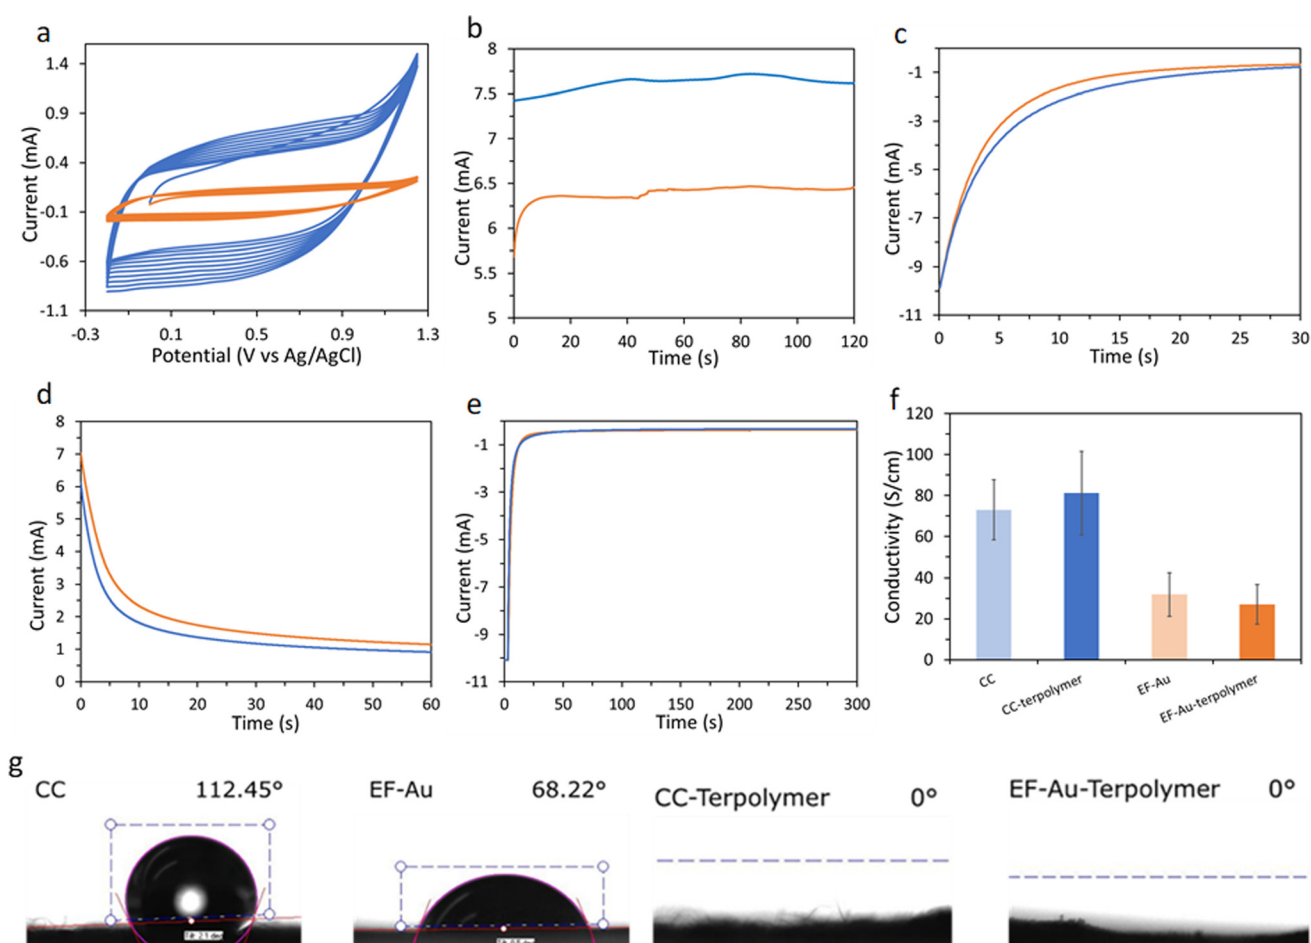 a
1.4
0.9
0.4
-0.1
-0.6
-1.1
-0.3 0.1 0.5 0.9 1.3
Current (mA)
Potential (V vs Ag/AgCl)
b
8
7.5
7
6.5
6
5.5
5
0 20 40 60 80 100 120
Current (mA)
Time (s)
c
-1
-3
-5
-7
-9
-11
0 5 10 15 20 25 30
Current (mA)
Time (s)
d
8
7
6
5
4
3
2
1
0
0 10 20 30 40 50 60
Current (mA)
Time (s)
e
-1
-3
-5
-7
-9
-11
0 50 100 150 200 250 300
Current (mA)
Time (s)
f
120
100
80
60
40
20
0
Conductivity (S/cm)
CC
CC-terpolymer
EF-Au
EF-Au-terpolymer
g
CC 112.45°
EF-Au 68.22°
CC-Terpolymer 0°
EF-Au-Terpolymer 0°